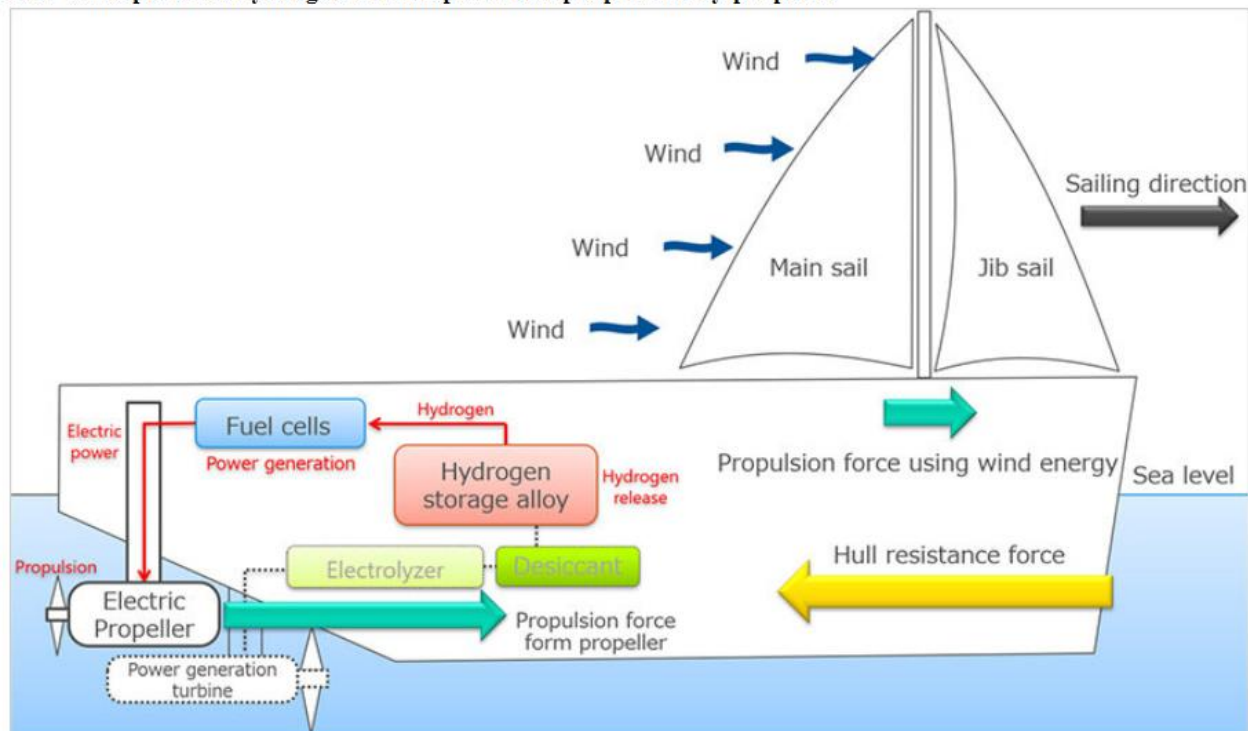 Wind
Wind
Sailing direction
Wind
Main sail
Jib sail
Wind
Hydrogen
Electric
power
Fuel cells
Power generation
Hydrogen
storage alloy
Hydrogen
release
Propulsion force using wind energy
Sea level
Electrolyzer
Desiccant
Hull resistance force
Propulsion
Electric
Propeller
Propulsion force
form propeller
Power generation
turbine